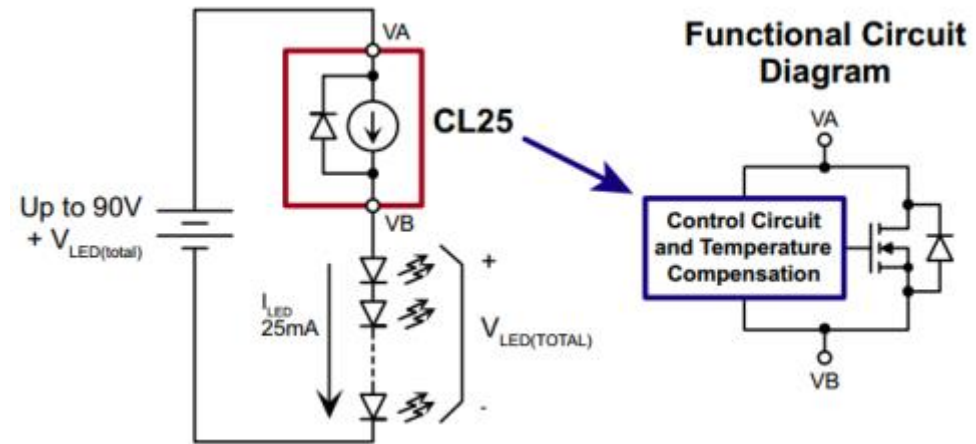 VA
CL25
VB
Up to 90V
+ VLED(total)
ILED
25mA
+
VLED(TOTAL)
-
Functional Circuit
Diagram
VA
Control Circuit
and Temperature
Compensation
VB